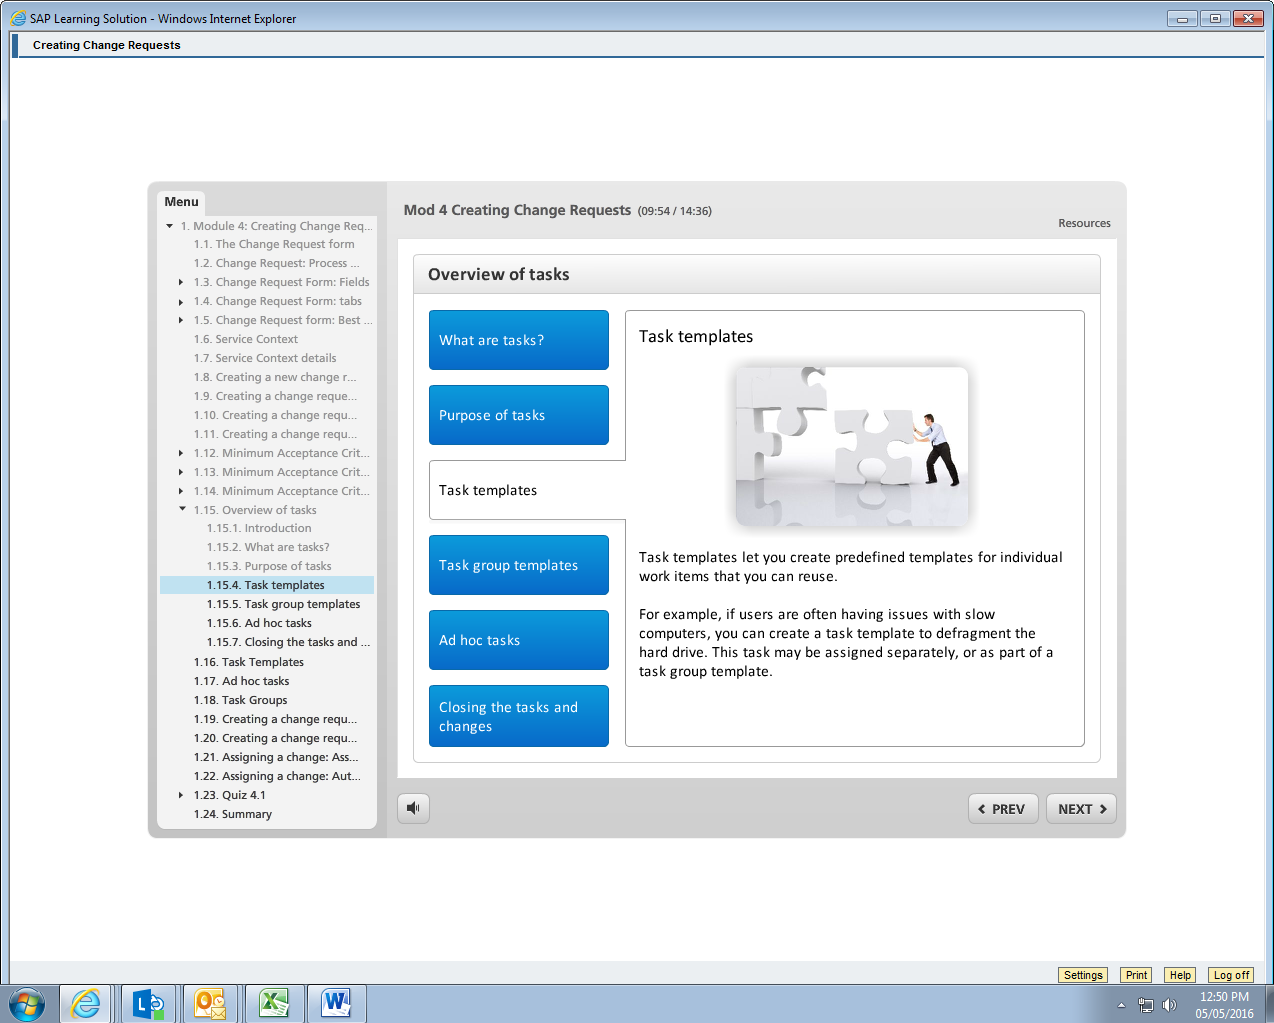 SAP Learning Solution - Windows Internet Explorer
Creating Change Requests
Menu
1. Module 4: Creating Change Req...
1.1. The Change Request form
1.2. Change Request: Process ...
1.3. Change Request Form: Fields
1.4. Change Request Form: tabs
1.5. Change Request form: Best ...
1.6. Service Context
1.7. Service Context details
1.8. Creating a new change r...
1.9. Creating a change reque...
1.10. Creating a change requ...
1.11. Creating a change requ...
1.12. Minimum Acceptance Crit...
1.13. Minimum Acceptance Crit...
1.14. Minimum Acceptance Crit...
1.15. Overview of tasks
1.15.1. Introduction
1.15.2. What are tasks?
1.15.3. Purpose of tasks
1.15.4. Task templates
1.15.5. Task group templates
1.15.6. Ad hoc tasks
1.15.7. Closing the tasks and ...
1.16. Task Templates
1.17. Ad hoc tasks
1.18. Task Groups
1.19. Creating a change requ...
1.20. Creating a change requ...
1.21. Assigning a change: Ass...
1.22. Assigning a change: Aut...
1.23. Quiz 4.1
1.24. Summary
Mod 4 Creating Change Requests (09:54 / 14:36)
Resources
Overview of tasks
What are tasks?
Purpose of tasks
Task templates
Task group templates
Ad hoc tasks
Closing the tasks and
changes
Task templates
Task templates let you create predefined templates for individual
work items that you can reuse.
For example, if users are often having issues with slow
computers, you can create a task template to defragment the
hard drive. This task may be assigned separately, or as part of a
task group template.
PREV
NEXT
Settings
Print
Help
Log off
12:50 PM
05/05/2016